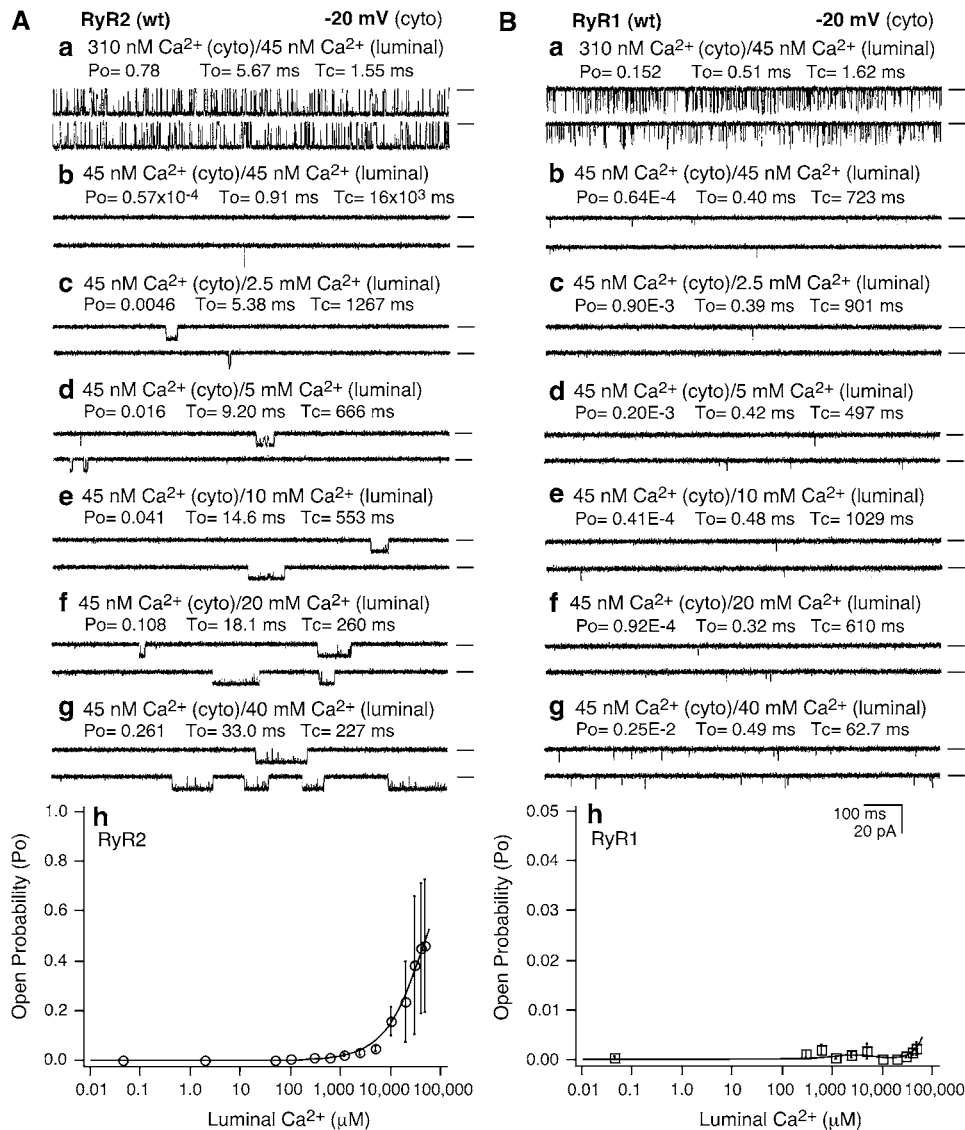 A RyR2 (wt) -20 mV (cyto)
a 310 nM Ca²⁺ (cyto)/45 nM Ca²⁺ (luminal)
Po= 0.78 To= 5.67 ms Tc= 1.55 ms
b 45 nM Ca²⁺ (cyto)/45 nM Ca²⁺ (luminal)
Po= 0.57x10⁻⁴ To= 0.91 ms Tc= 16x10³ ms
c 45 nM Ca²⁺ (cyto)/2.5 mM Ca²⁺ (luminal)
Po= 0.0046 To= 5.38 ms Tc= 1267 ms
d 45 nM Ca²⁺ (cyto)/5 mM Ca²⁺ (luminal)
Po= 0.016 To= 9.20 ms Tc= 666 ms
e 45 nM Ca²⁺ (cyto)/10 mM Ca²⁺ (luminal)
Po= 0.041 To= 14.6 ms Tc= 553 ms
f 45 nM Ca²⁺ (cyto)/20 mM Ca²⁺ (luminal)
Po= 0.108 To= 18.1 ms Tc= 260 ms
g 45 nM Ca²⁺ (cyto)/40 mM Ca²⁺ (luminal)
Po= 0.261 To= 33.0 ms Tc= 227 ms
h
RyR2
Open Probability (Po)
1.0
0.8
0.6
0.4
0.2
0.0
0.01 0.1 1.0 10 100 1,000 10,000 100,000
Luminal Ca²⁺ (μM)
B RyR1 (wt) -20 mV (cyto)
a 310 nM Ca²⁺ (cyto)/45 nM Ca²⁺ (luminal)
Po= 0.152 To= 0.51 ms Tc= 1.62 ms
b 45 nM Ca²⁺ (cyto)/45 nM Ca²⁺ (luminal)
Po= 0.64E-4 To= 0.40 ms Tc= 723 ms
c 45 nM Ca²⁺ (cyto)/2.5 mM Ca²⁺ (luminal)
Po= 0.90E-3 To= 0.39 ms Tc= 901 ms
d 45 nM Ca²⁺ (cyto)/5 mM Ca²⁺ (luminal)
Po= 0.20E-3 To= 0.42 ms Tc= 497 ms
e 45 nM Ca²⁺ (cyto)/10 mM Ca²⁺ (luminal)
Po= 0.41E-4 To= 0.48 ms Tc= 1029 ms
f 45 nM Ca²⁺ (cyto)/20 mM Ca²⁺ (luminal)
Po= 0.92E-4 To= 0.32 ms Tc= 610 ms
g 45 nM Ca²⁺ (cyto)/40 mM Ca²⁺ (luminal)
Po= 0.25E-2 To= 0.49 ms Tc= 62.7 ms
h
RyR1
100 ms
20 pA
Open Probability (Po)
0.05
0.04
0.03
0.02
0.01
0.00
0.01 0.1 1.0 10 100 1,000 10,000 100,000
Luminal Ca²⁺ (μM)